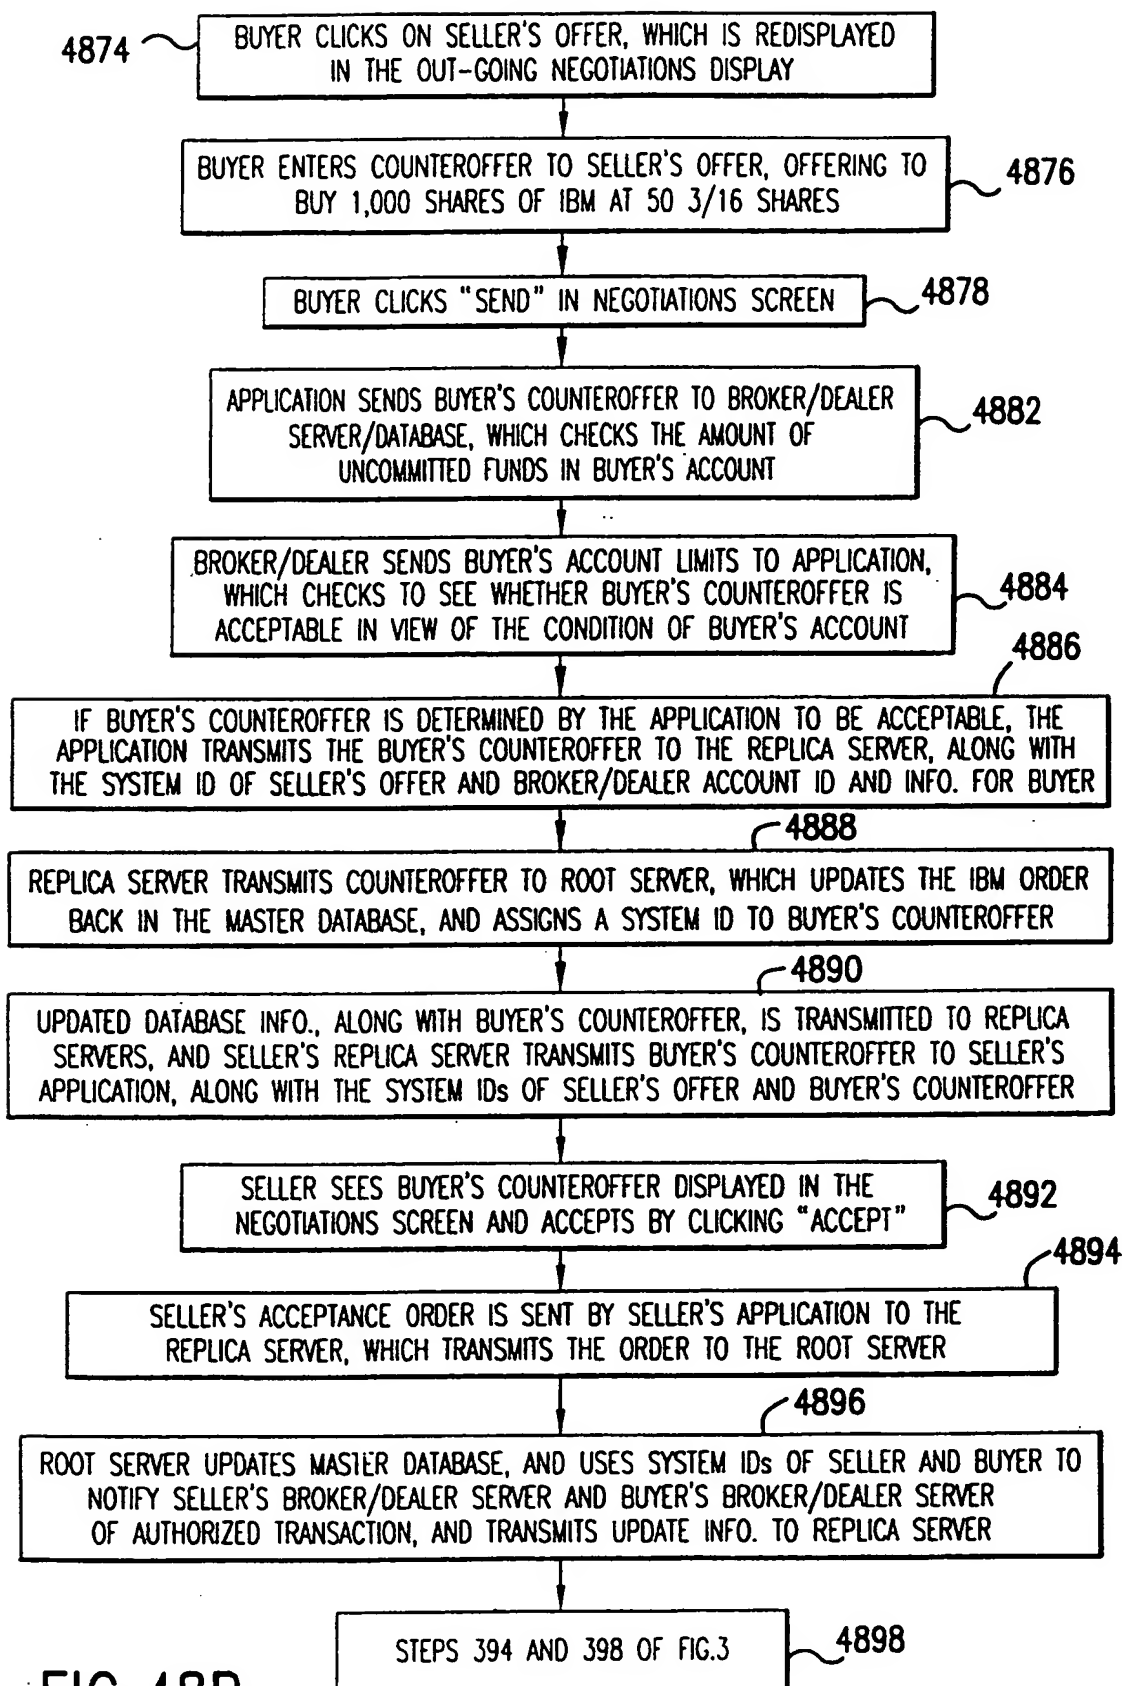 4874
BUYER CLICKS ON SELLER'S OFFER, WHICH IS REDISPLAYED
IN THE OUT-GOING NEGOTIATIONS DISPLAY
BUYER ENTERS COUNTEROFFER TO SELLER'S OFFER, OFFERING TO
BUY 1,000 SHARES OF IBM AT 50 3/16 SHARES
4876
BUYER CLICKS "SEND" IN NEGOTIATIONS SCREEN
4878
APPLICATION SENDS BUYER'S COUNTEROFFER TO BROKER/DEALER
SERVER/DATABASE, WHICH CHECKS THE AMOUNT OF
UNCOMMITTED FUNDS IN BUYER'S ACCOUNT
4882
BROKER/DEALER SENDS BUYER'S ACCOUNT LIMITS TO APPLICATION,
WHICH CHECKS TO SEE WHETHER BUYER'S COUNTEROFFER IS
ACCEPTABLE IN VIEW OF THE CONDITION OF BUYER'S ACCOUNT
4884
4886
IF BUYER'S COUNTEROFFER IS DETERMINED BY THE APPLICATION TO BE ACCEPTABLE, THE
APPLICATION TRANSMITS THE BUYER'S COUNTEROFFER TO THE REPLICA SERVER, ALONG WITH
THE SYSTEM ID OF SELLER'S OFFER AND BROKER/DEALER ACCOUNT ID AND INFO. FOR BUYER
4888
REPLICA SERVER TRANSMITS COUNTEROFFER TO ROOT SERVER, WHICH UPDATES THE IBM ORDER
BACK IN THE MASTER DATABASE, AND ASSIGNS A SYSTEM ID TO BUYER'S COUNTEROFFER
4890
UPDATED DATABASE INFO., ALONG WITH BUYER'S COUNTEROFFER, IS TRANSMITTED TO REPLICA
SERVERS, AND SELLER'S REPLICA SERVER TRANSMITS BUYER'S COUNTEROFFER TO SELLER'S
APPLICATION, ALONG WITH THE SYSTEM IDs OF SELLER'S OFFER AND BUYER'S COUNTEROFFER
SELLER SEES BUYER'S COUNTEROFFER DISPLAYED IN THE
NEGOTIATIONS SCREEN AND ACCEPTS BY CLICKING "ACCEPT"
4892
4894
SELLER'S ACCEPTANCE ORDER IS SENT BY SELLER'S APPLICATION TO THE
REPLICA SERVER, WHICH TRANSMITS THE ORDER TO THE ROOT SERVER
4896
ROOT SERVER UPDATES MASTER DATABASE, AND USES SYSTEM IDs OF SELLER AND BUYER TO
NOTIFY SELLER'S BROKER/DEALER SERVER AND BUYER'S BROKER/DEALER SERVER
OF AUTHORIZED TRANSACTION, AND TRANSMITS UPDATE INFO. TO REPLICA SERVER
STEPS 394 AND 398 OF FIG.3
4898